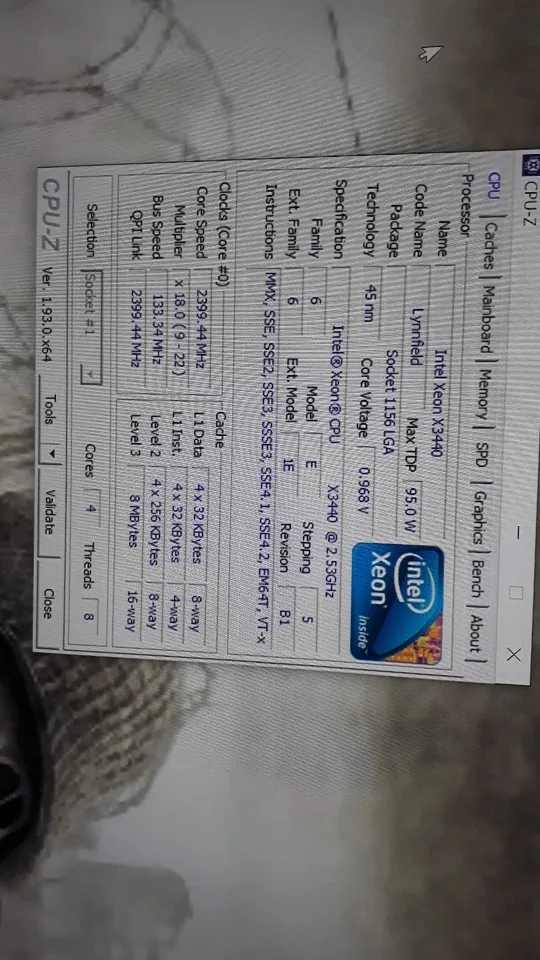 CPU-Z
CPU | Caches | Mainboard | Memory | SPD | Graphics | Bench | About
Processor
Name Intel Xeon X3440
Code Name Lynnfield Max TDP 95.0 W
Package Socket 1156 LGA
Technology 45 nm Core Voltage 0.968 V
intel
Xeon
inside™
Specification Intel® Xeon® CPU X3440 @ 2.53GHz
Family 6 Model E Stepping 5
Ext. Family 6 Ext. Model 1E Revision B1
Instructions MMX, SSE, SSE2, SSE3, SSSE3, SSE4.1, SSE4.2, EM64T, VT-x
Clocks (Core #0)
Core Speed 2399.44 MHz
Multiplier x 18.0 ( 9 - 22 )
Bus Speed 133.34 MHz
QPI Link 2399.44 MHz
Cache
L1 Data 4 x 32 KBytes 8-way
L1 Inst. 4 x 32 KBytes 4-way
Level 2 4 x 256 KBytes 8-way
Level 3 8 MBytes 16-way
Selection Socket #1 Cores 4 Threads 8
CPU-Z Ver. 1.93.0.x64 Tools Validate Close